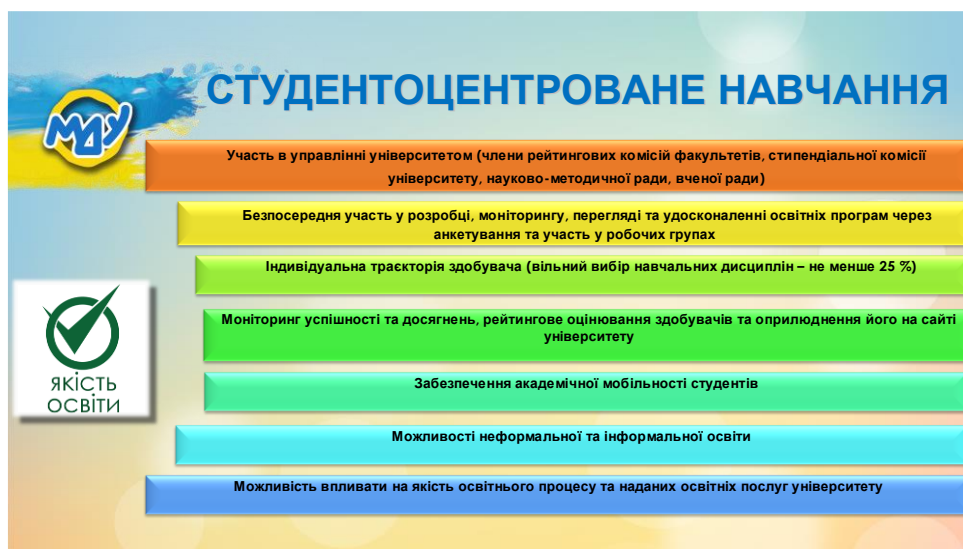 СТУДЕНТОЦЕНТРОВАНЕ НАВЧАННЯ
МДУ
Участь в управлінні університетом (члени рейтингових комісій факультетів, стипендіальної комісії
університету, науково-методичної ради, вченої ради)
Безпосередня участь у розробці, моніторингу, перегляді та удосконаленні освітніх програм через
анкетування та участь у робочих групах
Індивідуальна траєкторія здобувача (вільний вибір навчальних дисциплін – не менше 25 %)
Моніторинг успішності та досягнень, рейтингове оцінювання здобувачів та оприлюднення його на сайті
університету
ЯКІСТЬ
ОСВІТИ
Забезпечення академічної мобільності студентів
Можливості неформальної та інформальної освіти
Можливість впливати на якість освітнього процесу та наданих освітніх послуг університету